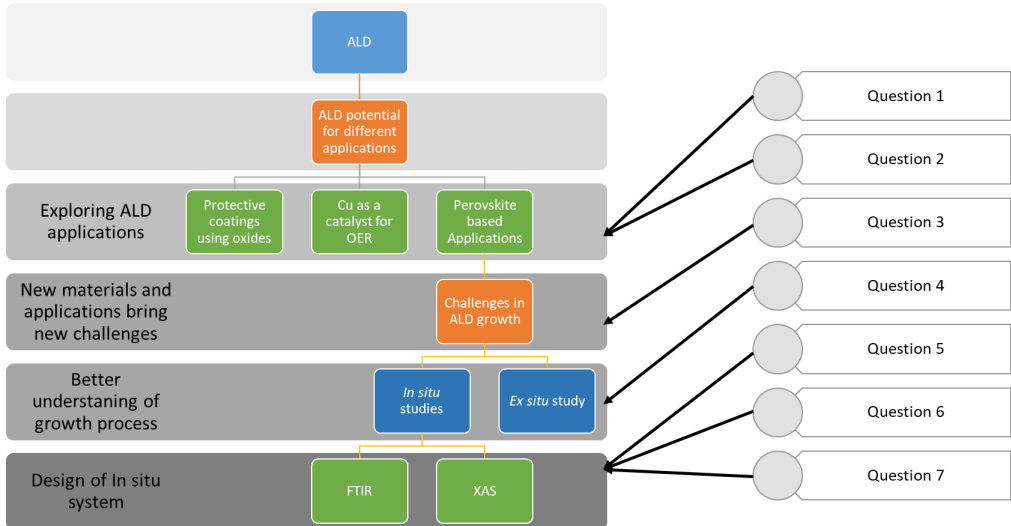 ALD
ALD potential
for different
applications
Exploring ALD
applications
Protective
coatings
using oxides
Cu as a
catalyst for
OER
Perovskite
based
Applications
New materials and
applications bring
new challenges
Challenges in
ALD growth
Better
understaning of
growth process
In situ
studies
Ex situ study
Design of In situ
system
FTIR
XAS
Question 1
Question 2
Question 3
Question 4
Question 5
Question 6
Question 7